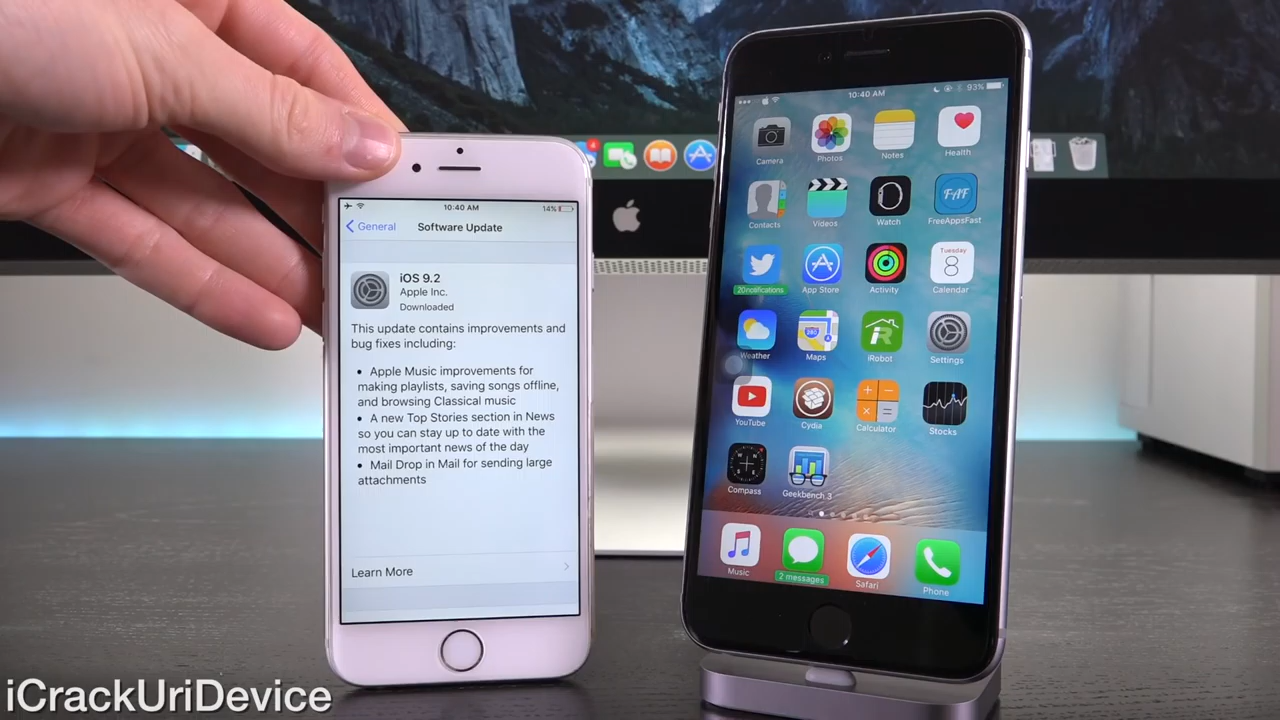 10:40 AM
14%
General
Software Update
iOS 9.2
Apple Inc.
Downloaded
This update contains improvements and
bug fixes including:
• Apple Music improvements for
making playlists, saving songs offline,
and browsing Classical music
• A new Top Stories section in News
so you can stay up to date with the
most important news of the day
• Mail Drop in Mail for sending large
attachments
Learn More
10:40 AM
93%
Camera
Photos
Notes
Health
FAF
Contacts
Videos
Watch
FreeAppsFast
Tuesday
8
20notifications
App Store
Activity
Calendar
280
iR
Weather
Maps
iRobot
Settings
YouTube
Cydia
Calculator
Stocks
Compass
Geekbench 3
Music
2 messages
Safari
Phone
iCrackUriDevice